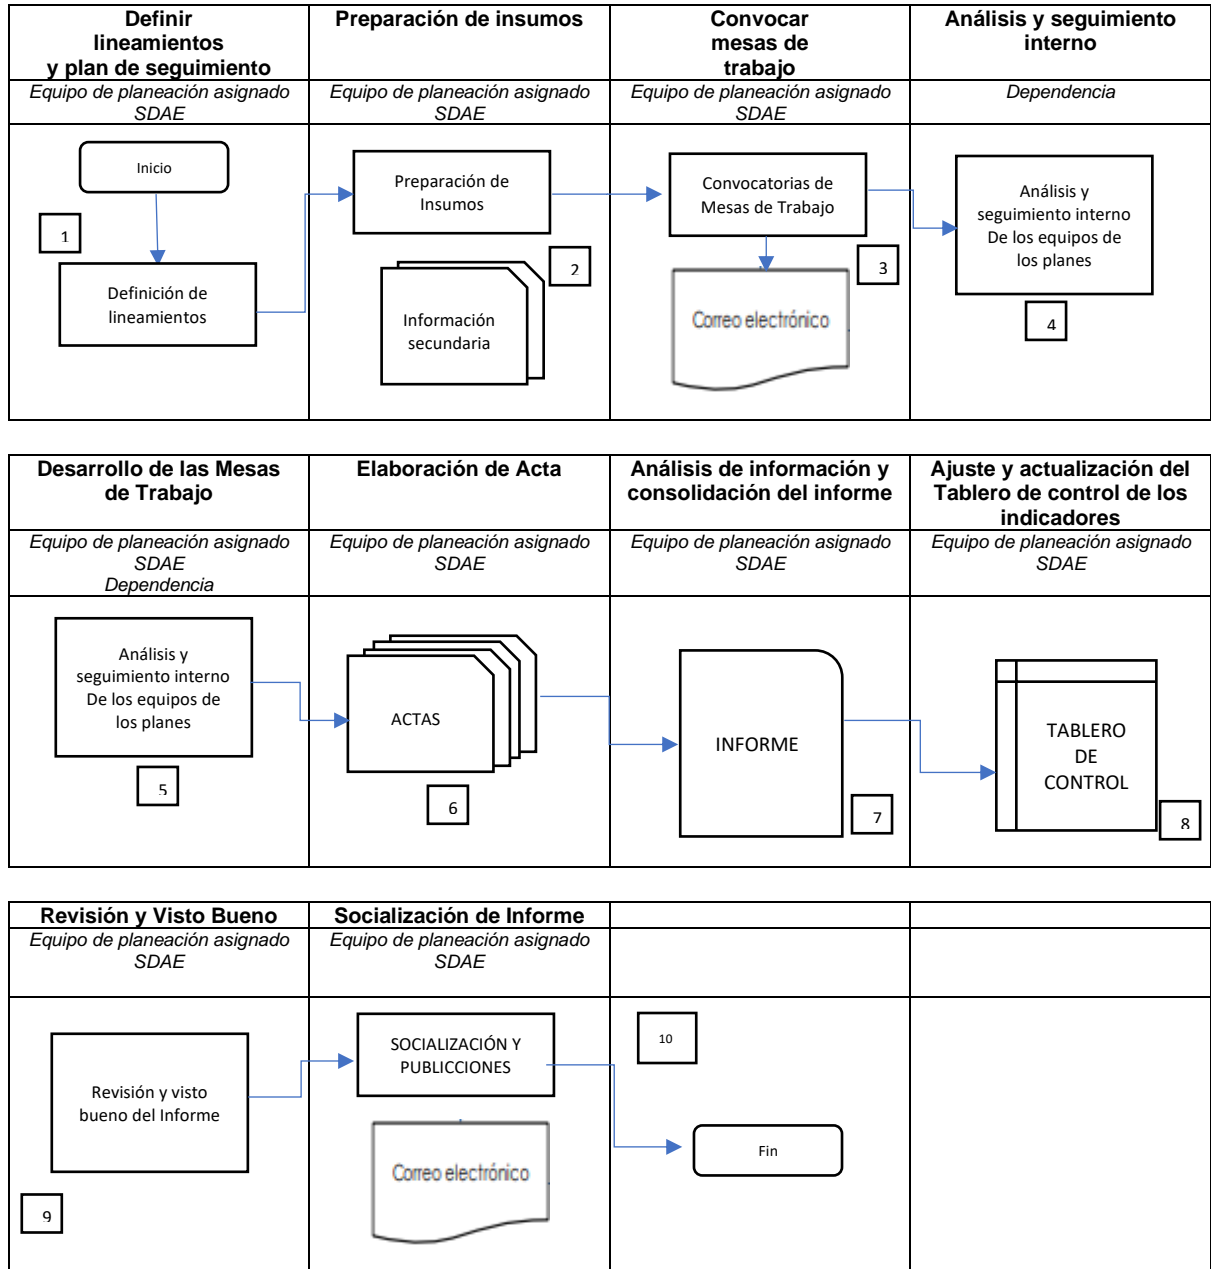 Definir
lineamientos
y plan de seguimiento
Preparación de insumos
Convocar
mesas de
trabajo
Análisis y seguimiento
interno
Equipo de planeación asignado
SDAE
Equipo de planeación asignado
SDAE
Equipo de planeación asignado
SDAE
Dependencia
Inicio
1
Definición de
lineamientos
Preparación de
Insumos
2
Información
secundaria
Convocatorias de
Mesas de Trabajo
3
Correo electrónico
Análisis y
seguimiento interno
De los equipos de
los planes
4
Desarrollo de las Mesas
de Trabajo
Elaboración de Acta
Análisis de información y
consolidación del informe
Ajuste y actualización del
Tablero de control de los
indicadores
Equipo de planeación asignado
SDAE
Dependencia
Equipo de planeación asignado
SDAE
Equipo de planeación asignado
SDAE
Equipo de planeación asignado
SDAE
Análisis y
seguimiento interno
De los equipos de
los planes
5
ACTAS
6
INFORME
7
TABLERO
DE
CONTROL
8
Revisión y Visto Bueno
Socialización de Informe
Equipo de planeación asignado
SDAE
Equipo de planeación asignado
SDAE
Revisión y visto
bueno del Informe
9
SOCIALIZACIÓN Y
PUBLICCIONES
Correo electrónico
10
Fin